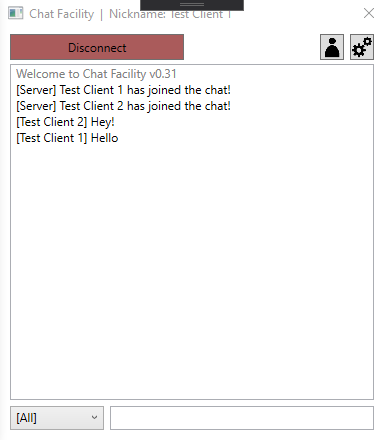 Chat Facility | Nickname: Test Client 1
Disconnect
Welcome to Chat Facility v0.31
[Server] Test Client 1 has joined the chat!
[Server] Test Client 2 has joined the chat!
[Test Client 2] Hey!
[Test Client 1] Hello
[All]